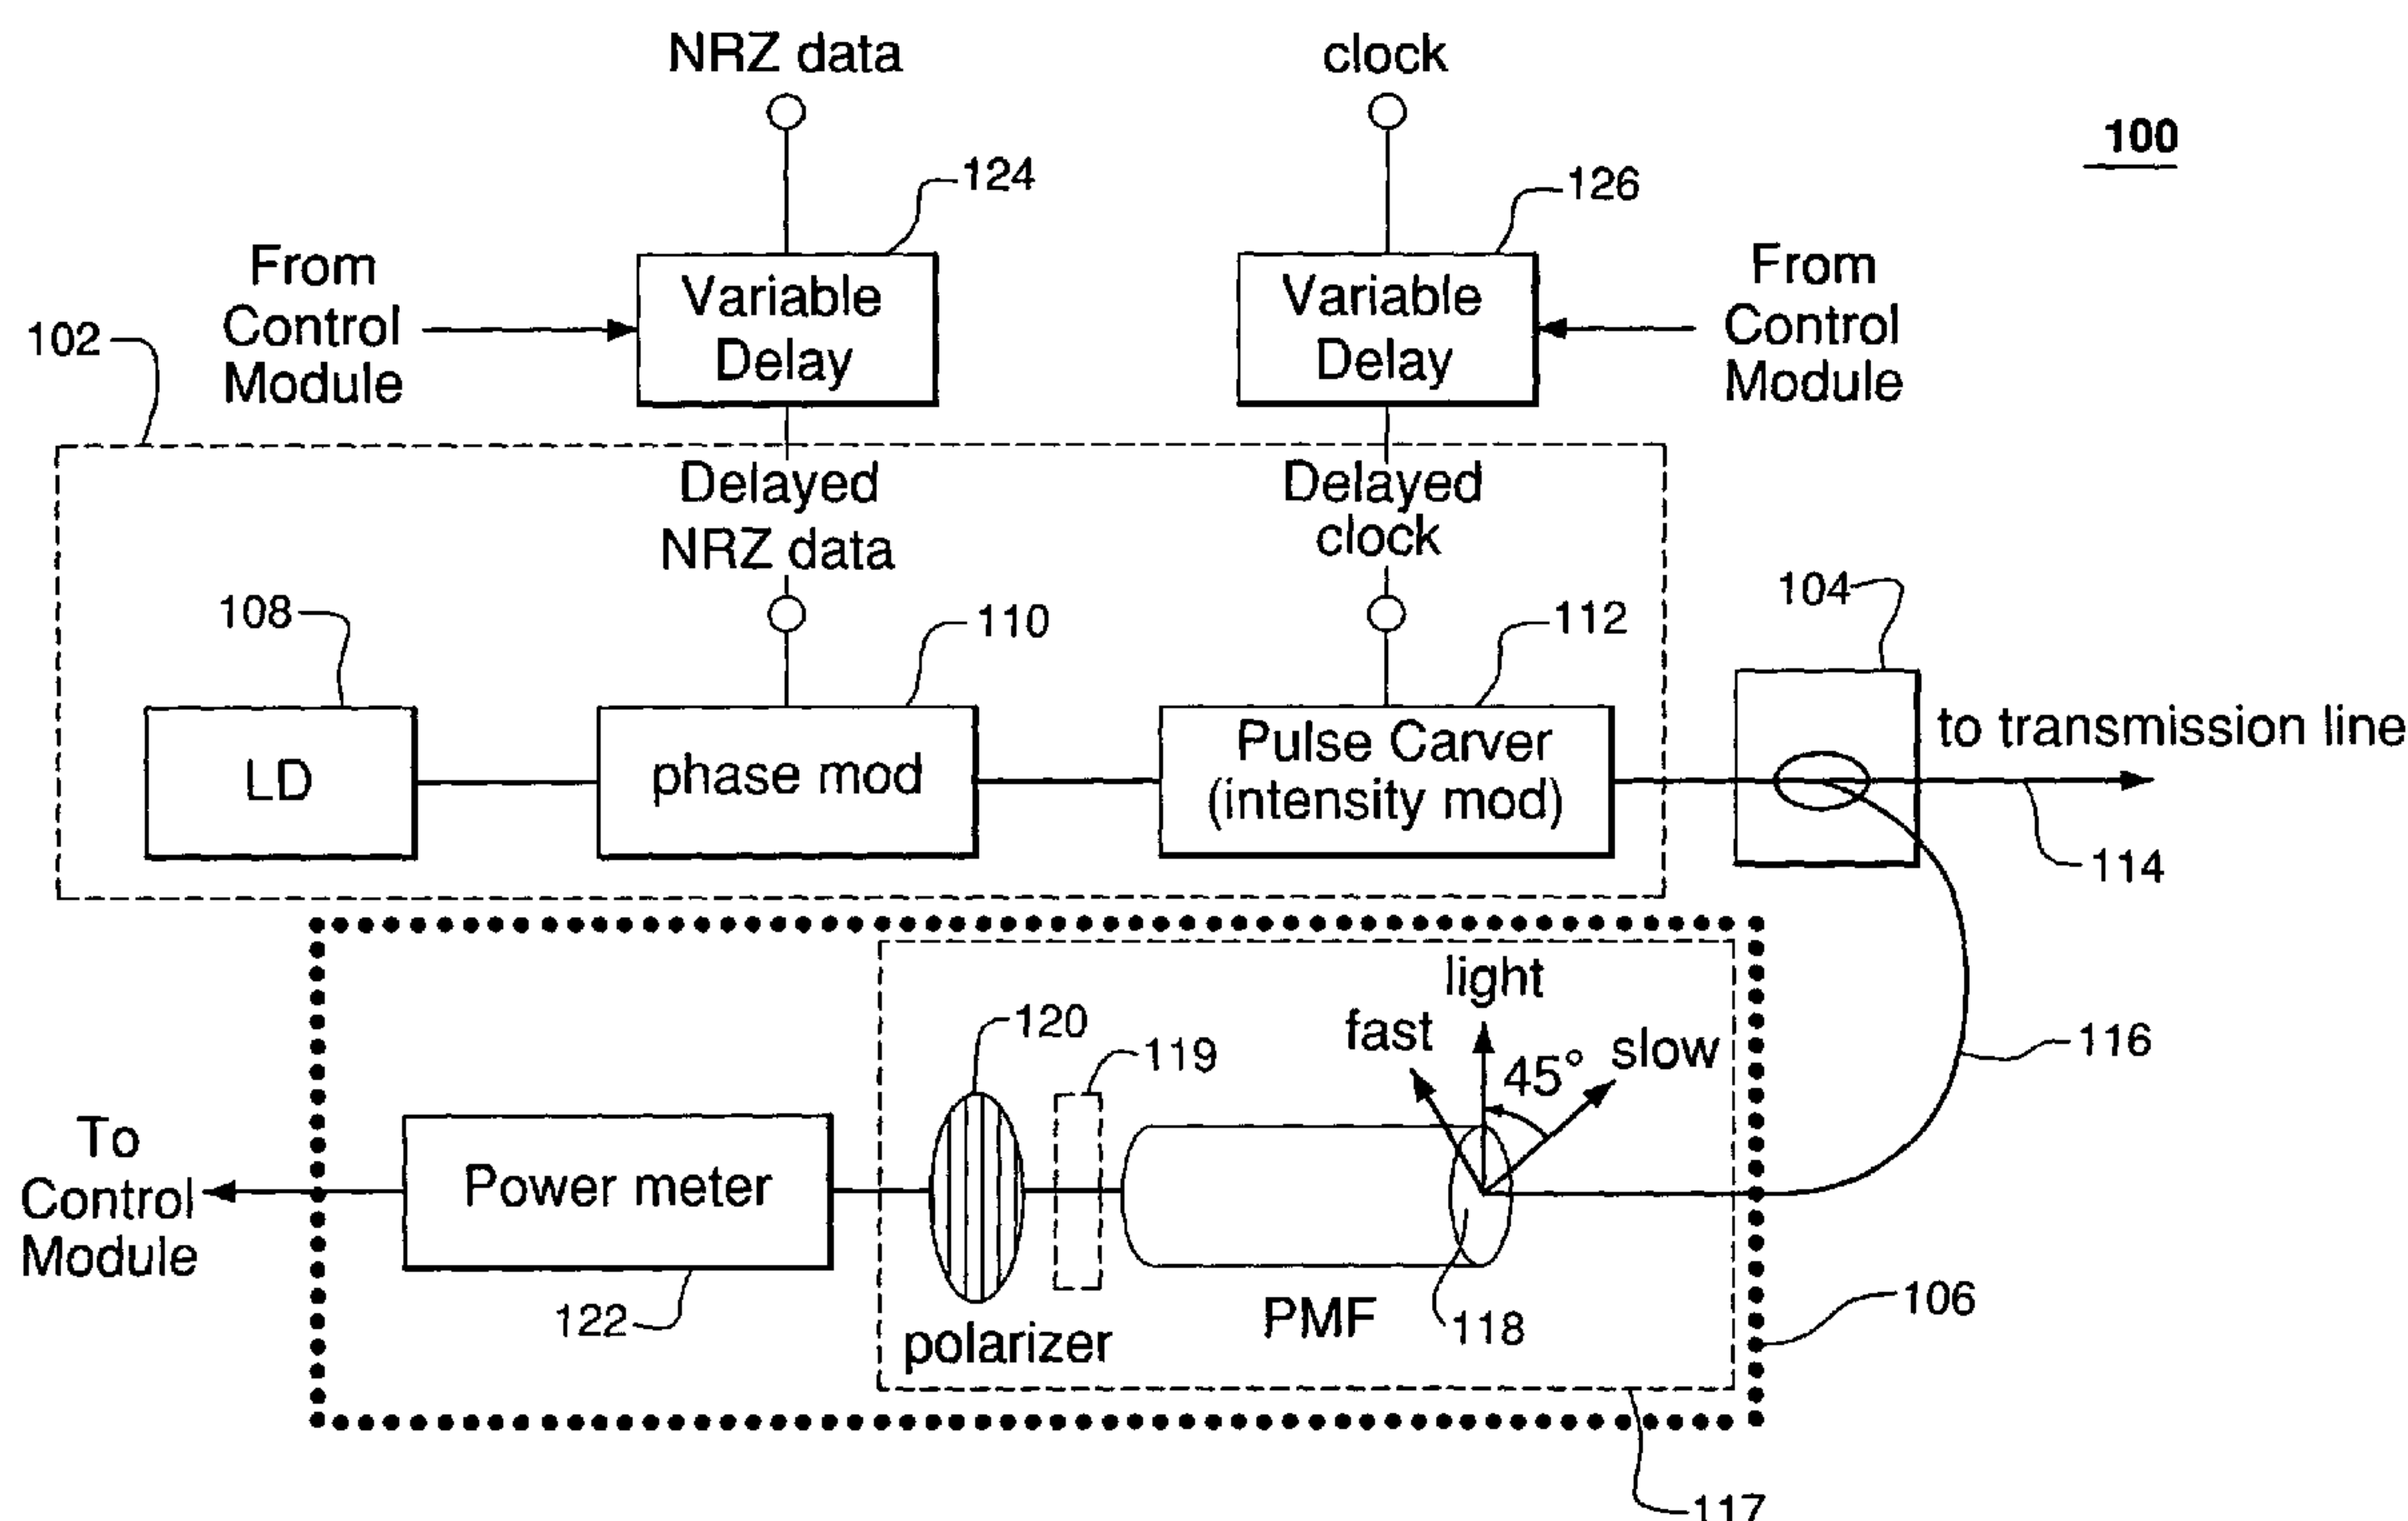 NRZ data
clock
100
124
126
From
Control
Module
Variable
Delay
Variable
Delay
From
Control
Module
102
Delayed
NRZ data
Delayed
clock
108
110
112
104
LD
phase mod
Pulse Carver
(intensity mod)
to transmission line
114
light
fast
45°
slow
120
119
116
To
Control
Module
Power meter
122
polarizer
PMF
118
106
117